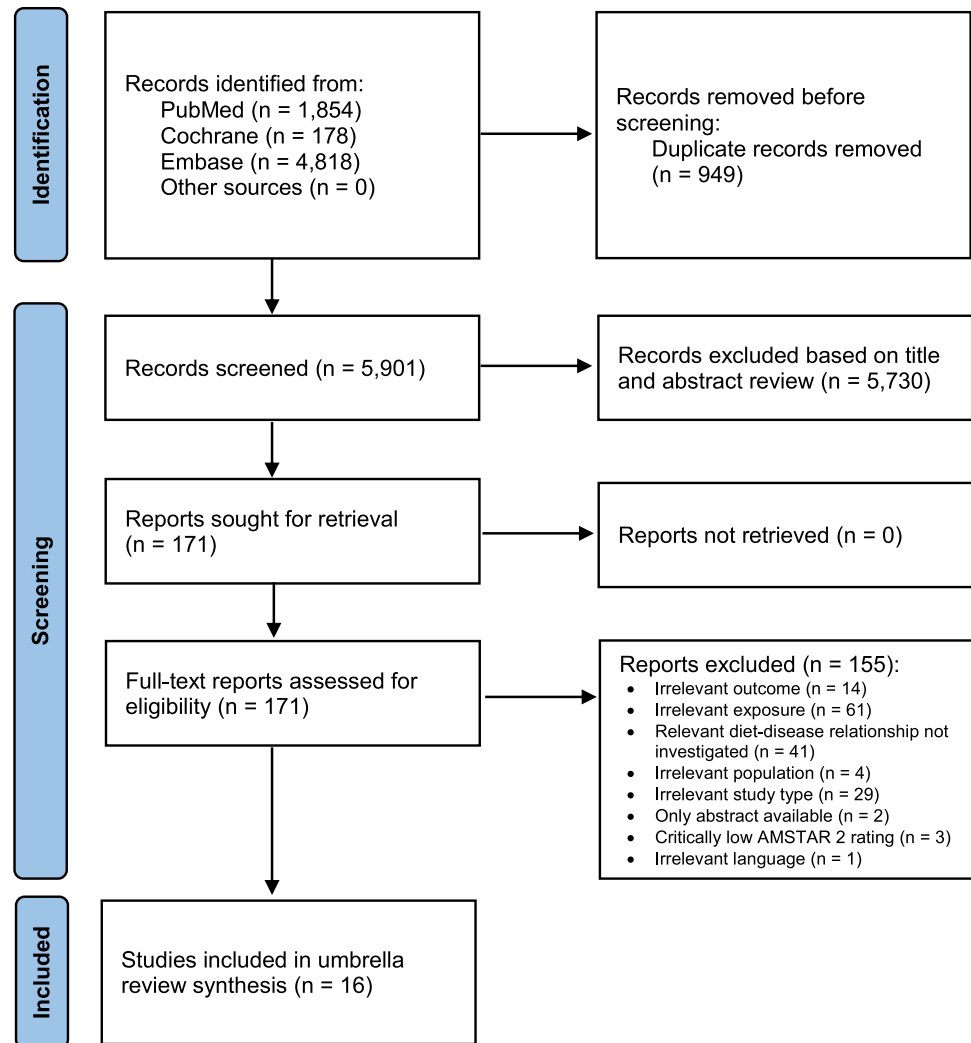 Identification
Records identified from:
PubMed (n = 1,854)
Cochrane (n = 178)
Embase (n = 4,818)
Other sources (n = 0)
Records removed before
screening:
Duplicate records removed
(n = 949)
Screening
Records screened (n = 5,901)
Records excluded based on title
and abstract review (n = 5,730)
Reports sought for retrieval
(n = 171)
Reports not retrieved (n = 0)
Full-text reports assessed for
eligibility (n = 171)
Reports excluded (n = 155):
• Irrelevant outcome (n = 14)
• Irrelevant exposure (n = 61)
• Relevant diet-disease relationship not
investigated (n = 41)
• Irrelevant population (n = 4)
• Irrelevant study type (n = 29)
• Only abstract available (n = 2)
• Critically low AMSTAR 2 rating (n = 3)
• Irrelevant language (n = 1)
Included
Studies included in umbrella
review synthesis (n = 16)